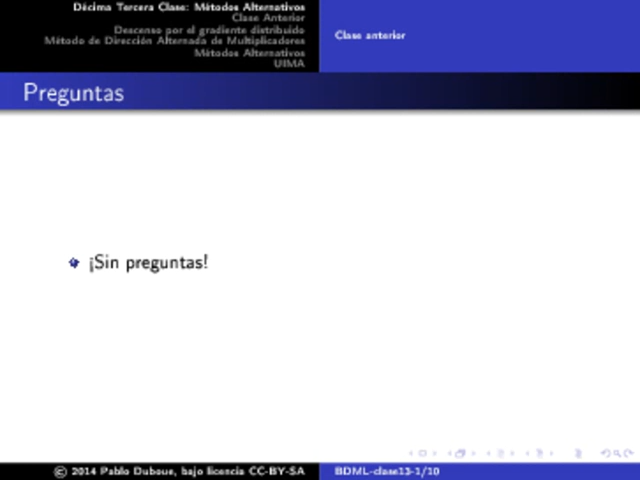 Décima Tercera Clase: Métodos Alternativos
Clase Anterior
Descenso por el gradiente distribuido
Método de Dirección Alternada de Multiplicadores
Métodos Alternativos
UIMA
Clase anterior
Preguntas
¡Sin preguntas!
© 2014 Pablo Duboue, bajo licencia CC-BY-SA
BDML-clase13-1/10